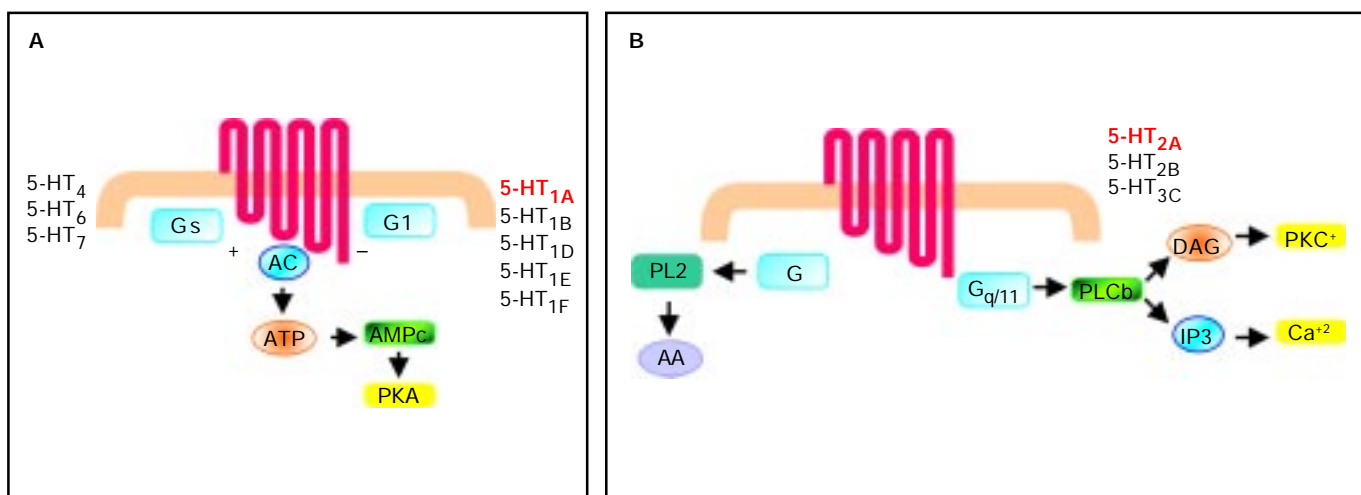 A
5-HT4
5-HT6
5-HT7
Gs
+
AC
−
G1
5-HT1A
5-HT1B
5-HT1D
5-HT1E
5-HT1F
ATP
AMPc
PKA
B
5-HT2A
5-HT2B
5-HT3C
PL2
G
AA
Gq/11
PLCb
DAG
PKC+
IP3
Ca+2